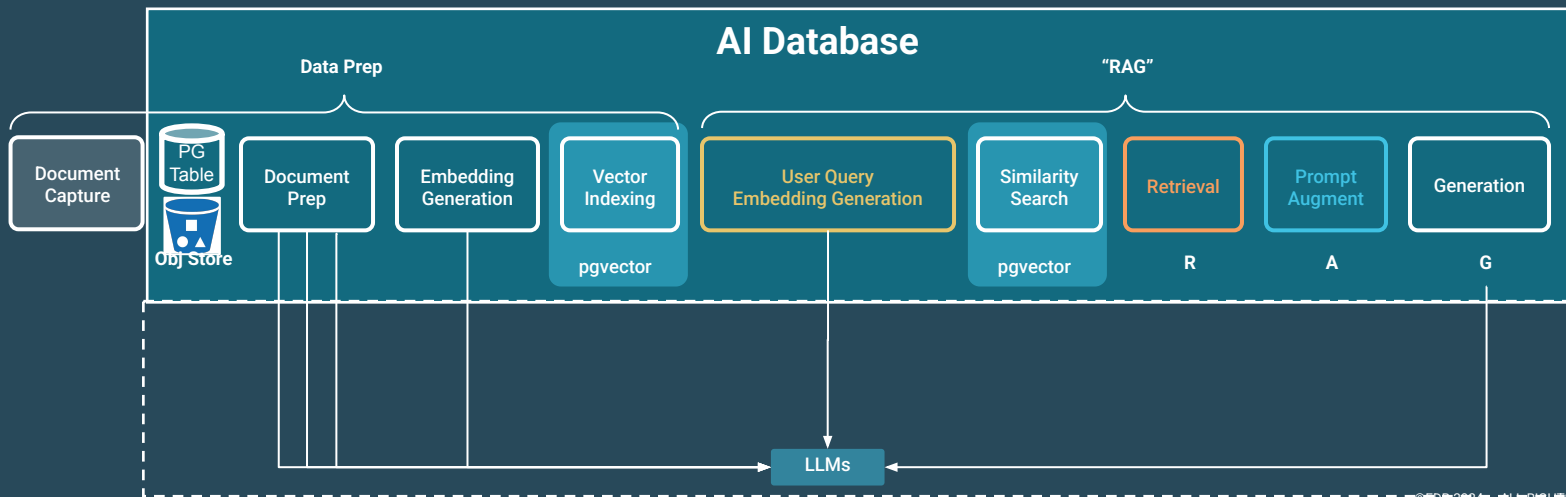 AI Database
Data Prep
“RAG”
Document
Capture
PG
Table
Obj Store
Document
Prep
Embedding
Generation
Vector
Indexing
pgvector
User Query
Embedding Generation
Similarity
Search
pgvector
Retrieval
R
Prompt
Augment
A
Generation
G
LLMs